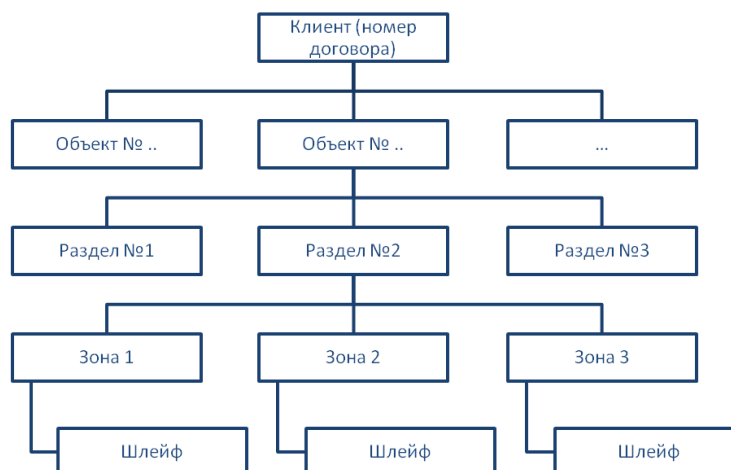 Клиент (номер
договора)
Объект № ..
Объект № ..
...
Раздел №1
Раздел №2
Раздел №3
Зона 1
Зона 2
Зона 3
Шлейф
Шлейф
Шлейф